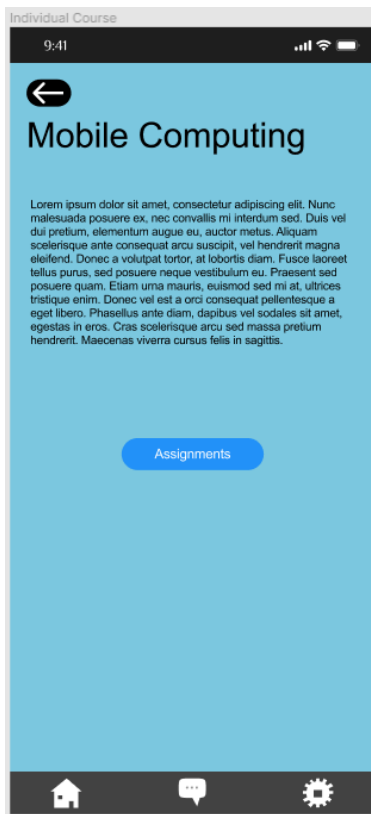 Individual Course
9:41
Mobile Computing
Lorem ipsum dolor sit amet, consectetur adipiscing elit. Nunc
malesuada posuere ex, nec convallis mi interdum sed. Duis vel
dui pretium, elementum augue eu, auctor metus. Aliquam
scelerisque ante consequat arcu suscipit, vel hendrerit magna
eleifend. Donec a volutpat tortor, at lobortis diam. Fusce laoreet
tellus purus, sed posuere neque vestibulum eu. Praesent sed
posuere quam. Etiam urna mauris, euismod sed mi at, ultrices
tristique enim. Donec vel est a orci consequat pellentesque a
eget libero. Phasellus ante diam, dapibus vel sodales sit amet,
egestas in eros. Cras scelerisque arcu sed massa pretium
hendrerit. Maecenas viverra cursus felis in sagittis.
Assignments